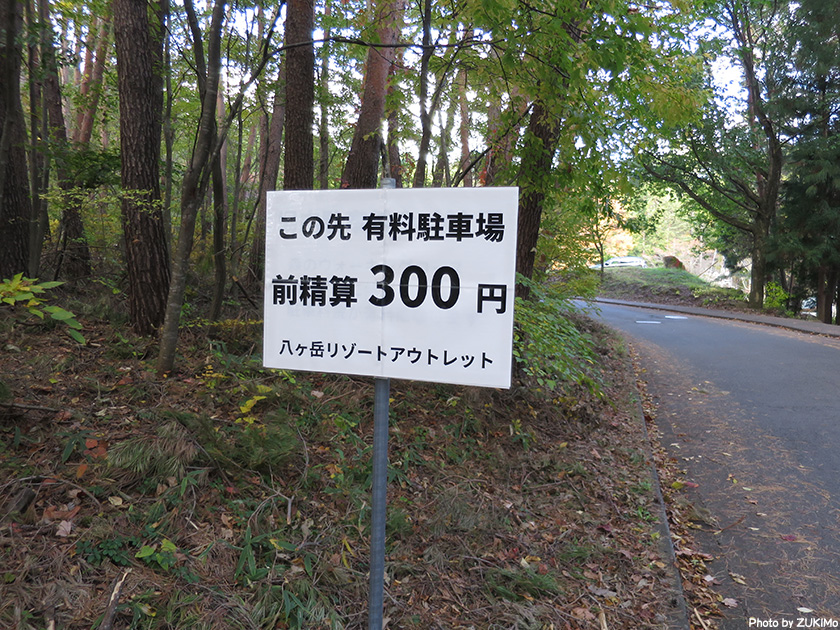 この先 有料駐車場
前精算 300 円
八ヶ岳リゾートアウトレット
Photo by ZUKIMn